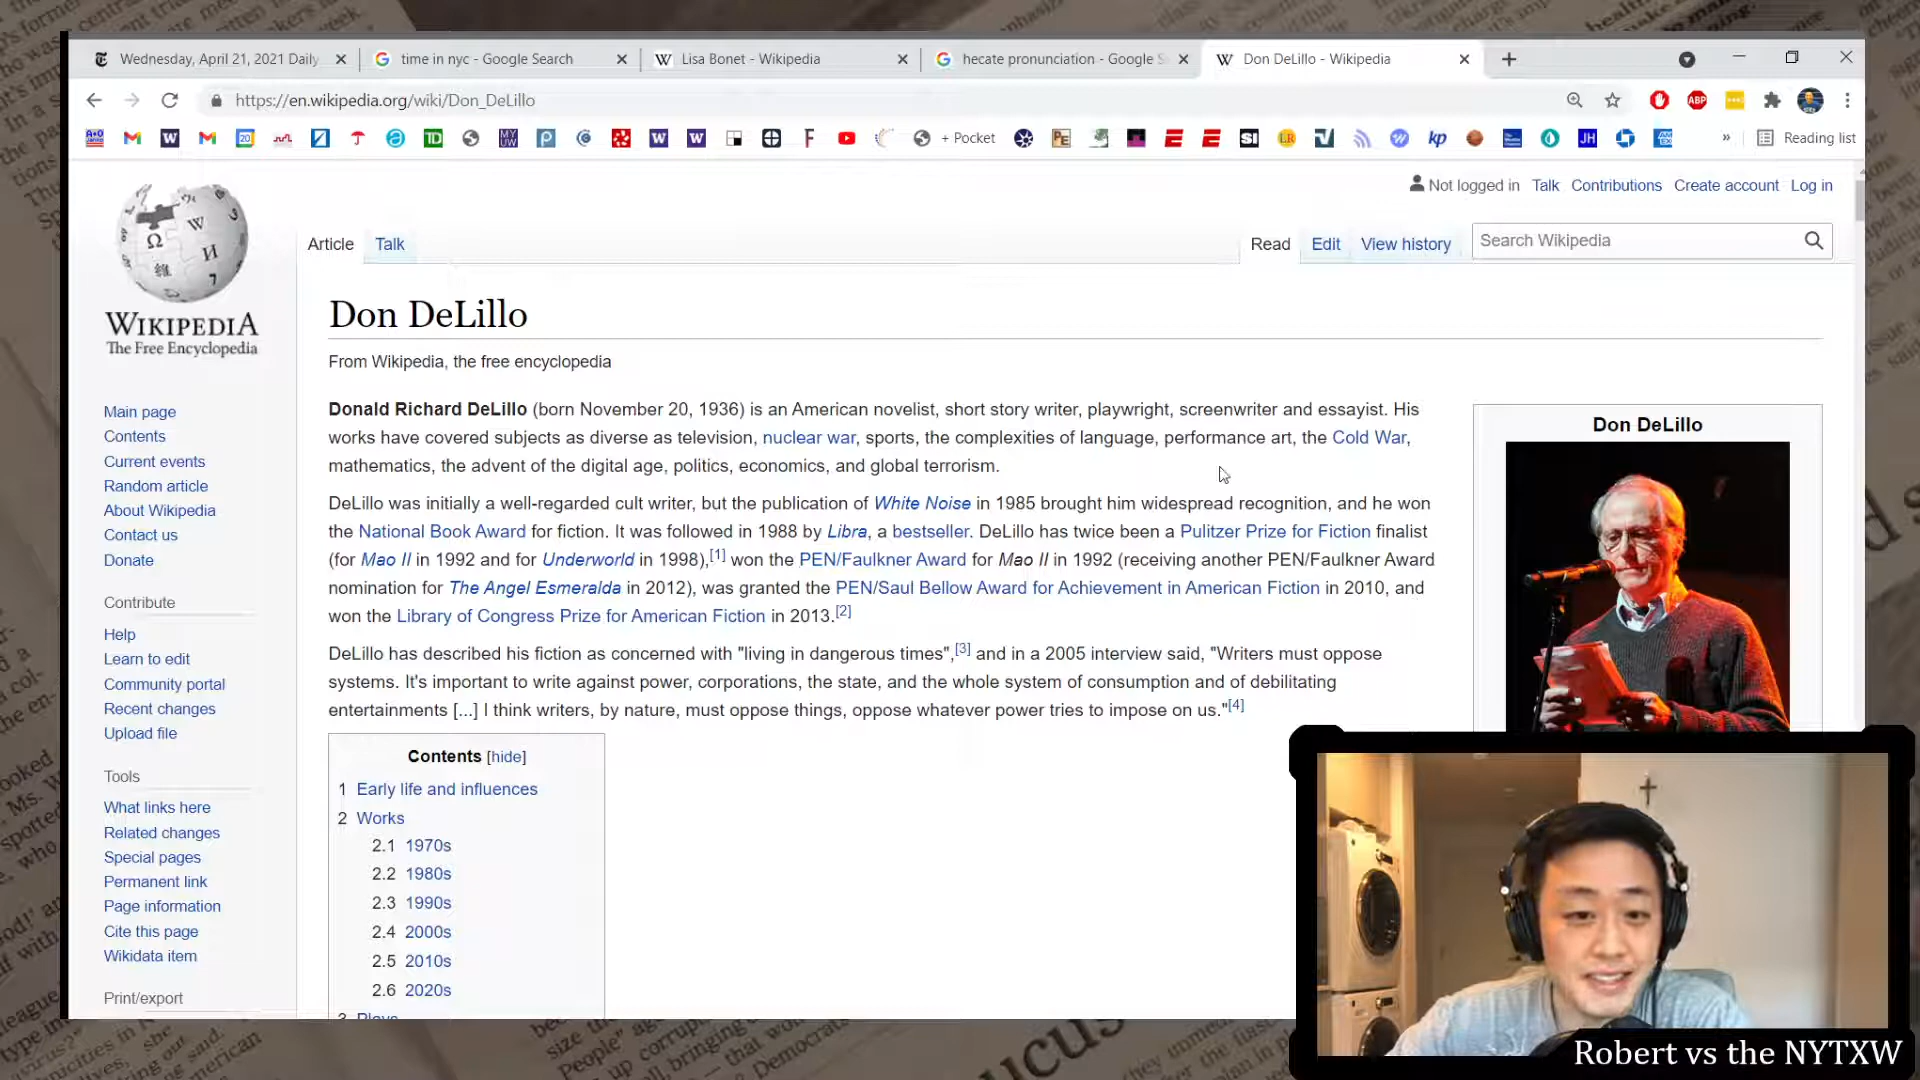 Wednesday, April 21, 2021 Daily
time in nyc - Google Search
Lisa Bonet - Wikipedia
hecate pronunciation - Google S
Don DeLillo - Wikipedia
https://en.wikipedia.org/wiki/Don_DeLillo
+ Pocket
Reading list
Not logged in Talk Contributions Create account Log in
Article Talk
Read Edit View history
Search Wikipedia
WIKIPEDIA
The Free Encyclopedia
Don DeLillo
From Wikipedia, the free encyclopedia
Donald Richard DeLillo (born November 20, 1936) is an American novelist, short story writer, playwright, screenwriter and essayist. His
works have covered subjects as diverse as television, nuclear war, sports, the complexities of language, performance art, the Cold War,
mathematics, the advent of the digital age, politics, economics, and global terrorism.
DeLillo was initially a well-regarded cult writer, but the publication of White Noise in 1985 brought him widespread recognition, and he won
the National Book Award for fiction. It was followed in 1988 by Libra, a bestseller. DeLillo has twice been a Pulitzer Prize for Fiction finalist
(for Mao II in 1992 and for Underworld in 1998),[1] won the PEN/Faulkner Award for Mao II in 1992 (receiving another PEN/Faulkner Award
nomination for The Angel Esmeralda in 2012), was granted the PEN/Saul Bellow Award for Achievement in American Fiction in 2010, and
won the Library of Congress Prize for American Fiction in 2013.[2]
DeLillo has described his fiction as concerned with "living in dangerous times",[3] and in a 2005 interview said, "Writers must oppose
systems. It's important to write against power, corporations, the state, and the whole system of consumption and of debilitating
entertainments [...] I think writers, by nature, must oppose things, oppose whatever power tries to impose on us."[4]
Don DeLillo
Main page
Contents
Current events
Random article
About Wikipedia
Contact us
Donate
Contribute
Help
Learn to edit
Community portal
Recent changes
Upload file
Tools
What links here
Related changes
Special pages
Permanent link
Page information
Cite this page
Wikidata item
Print/export
Contents [hide]
1 Early life and influences
2 Works
2.1 1970s
2.2 1980s
2.3 1990s
2.4 2000s
2.5 2010s
2.6 2020s
3 Plays
Robert vs the NYTXW